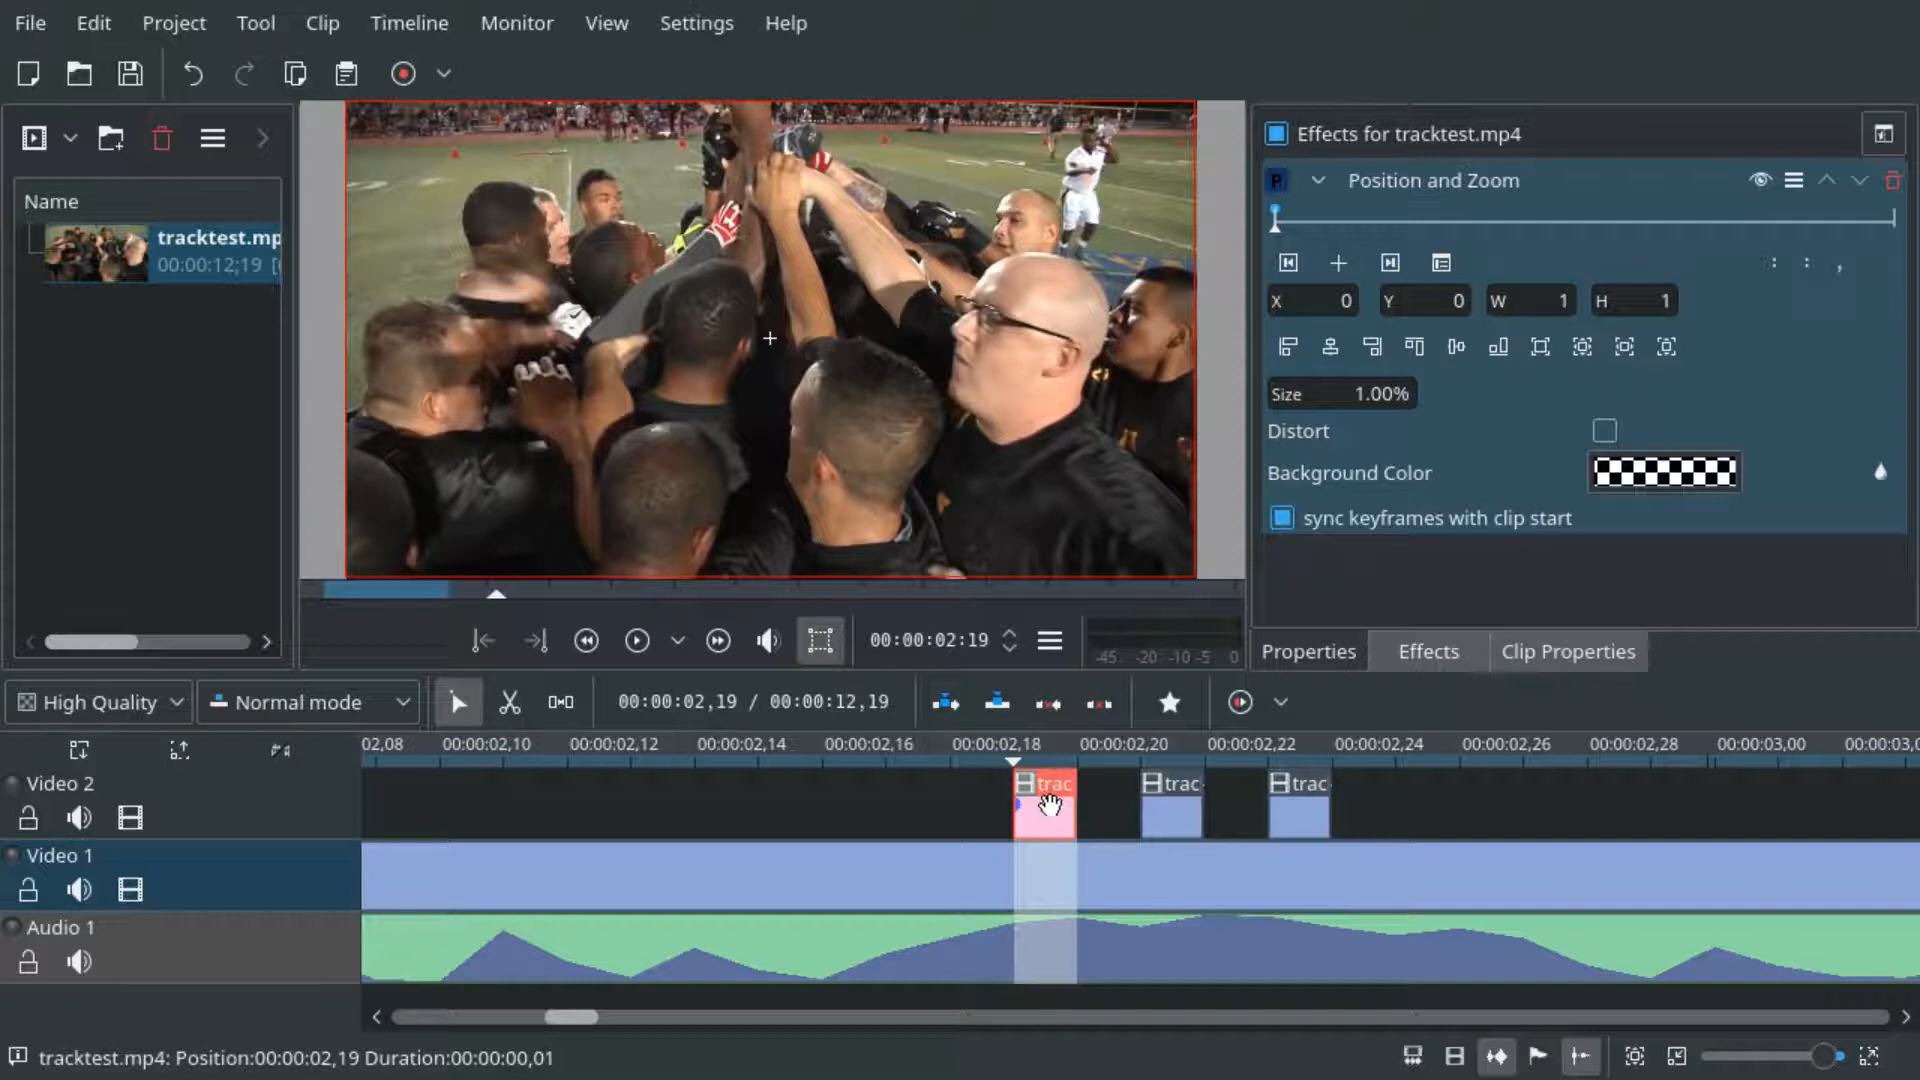 File Edit Project Tool Clip Timeline Monitor View Settings Help
Name
tracktest.mp
00:00:12;19
Effects for tracktest.mp4
Position and Zoom
: : ,
X 0 Y 0 W 1 H 1
Size 1.00%
Distort
Background Color
sync keyframes with clip start
00:00:02:19
-45 -20 -10 -5 0
Properties Effects Clip Properties
High Quality Normal mode 00:00:02,19 / 00:00:12,19
02,08 00:00:02,10 00:00:02,12 00:00:02,14 00:00:02,16 00:00:02,18 00:00:02,20 00:00:02,22 00:00:02,24 00:00:02,26 00:00:02,28 00:00:03,00 00:00:03,0
Video 2
trac trac trac
Video 1
Audio 1
tracktest.mp4: Position:00:00:02,19 Duration:00:00:00,01